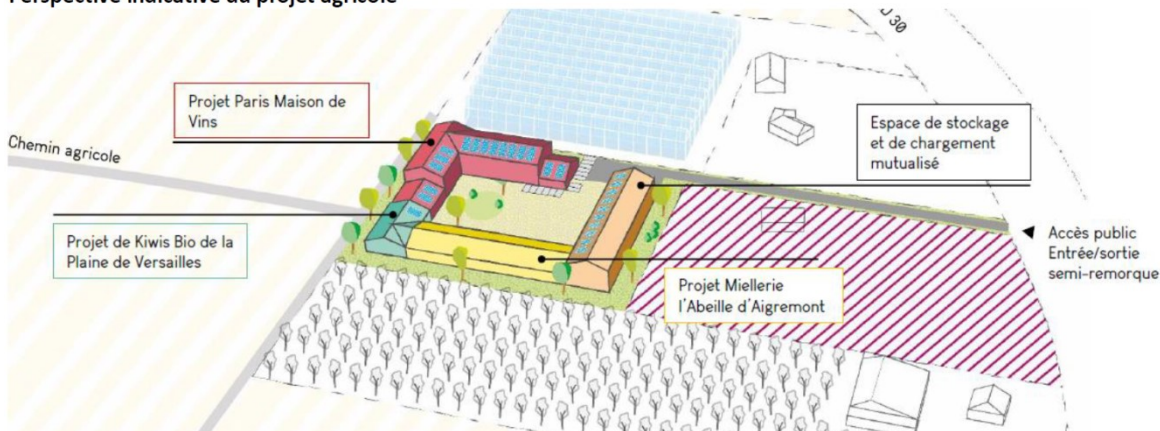 Perspective indicative du projet agricole
D 30
Projet Paris Maison de
Vins
Espace de stockage
et de chargement
mutualisé
Chemin agricole
Projet de Kiwis Bio de la
Plaine de Versailles
Accès public
Entrée/sortie
semi-remorque
Projet Miellerie
l'Abeille d'Aigremont